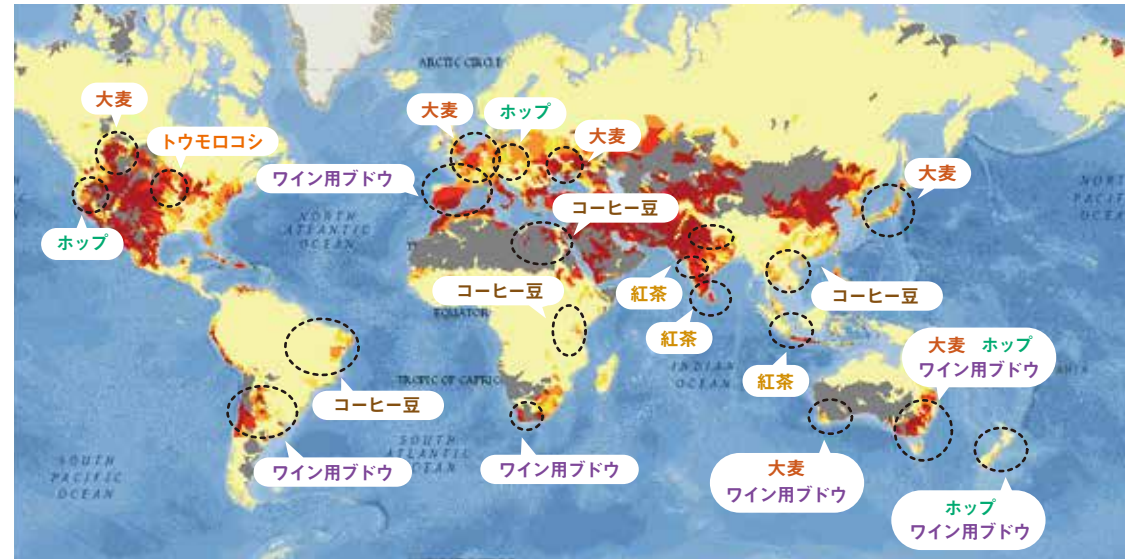 ARCTIC CIRCLE
大麦
大麦
ホップ
トウモロコシ
大麦
ワイン用ブドウ
大麦
コーヒー豆
NORTH
ATLANTIC
OCEAN
ホップ
コーヒー豆
紅茶
コーヒー豆
EQUATOR
紅茶
大麦 ホップ
ワイン用ブドウ
INDIAN
OCEAN
紅茶
TROPIC OF CAPRIC
コーヒー豆
SOUTH
ATLANTIC
OCEAN
SOUTH
PACIFIC
OCEAN
ワイン用ブドウ
ワイン用ブドウ
大麦
ワイン用ブドウ
ホップ
ワイン用ブドウ